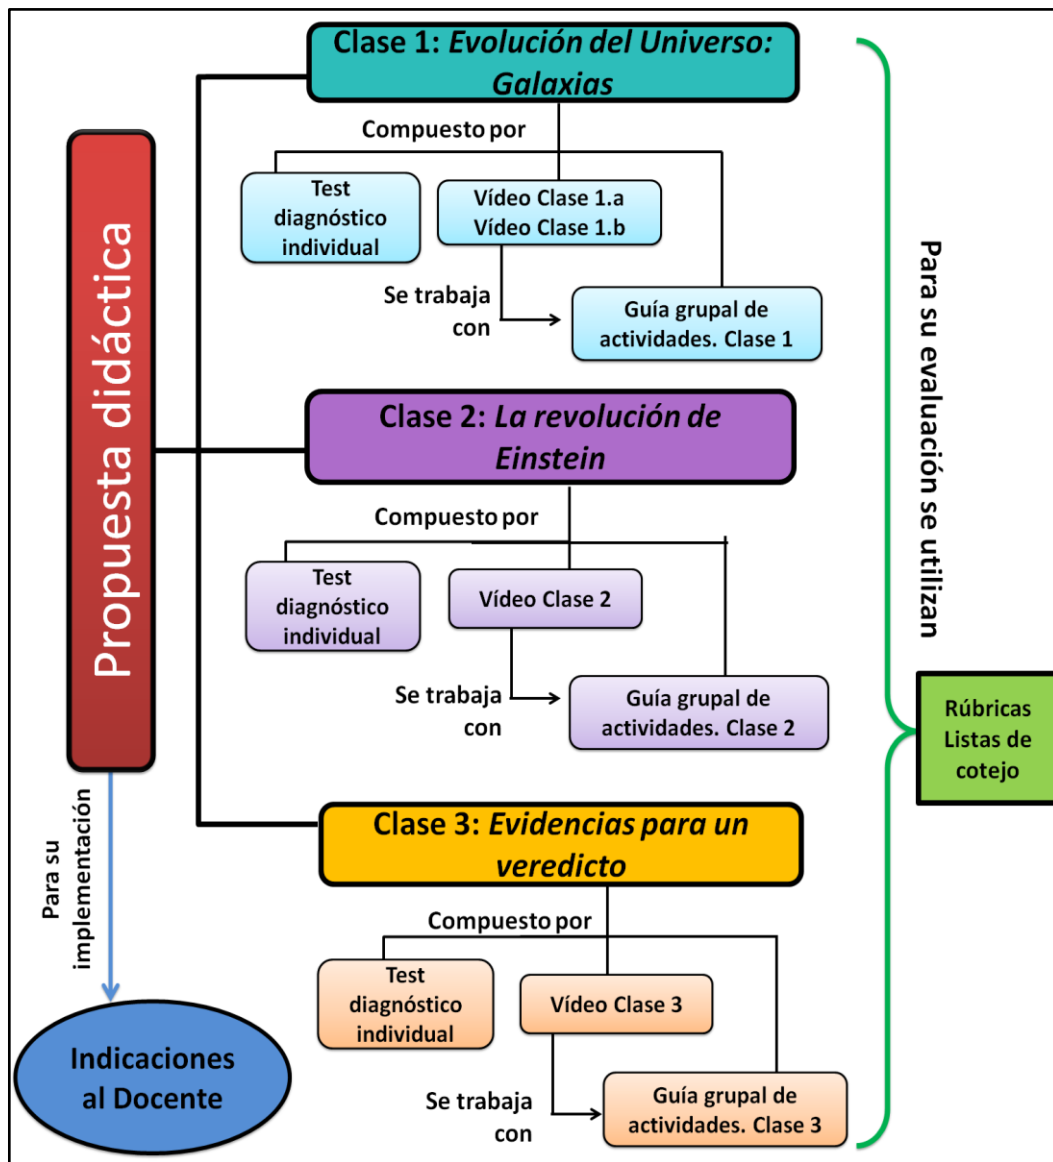 Propuesta didáctica
Clase 1: Evolución del Universo:
Galaxias
Compuesto por
Test
diagnóstico
individual
Vídeo Clase 1.a
Vídeo Clase 1.b
Se trabaja
con
Guía grupal de
actividades. Clase 1
Clase 2: La revolución de
Einstein
Compuesto por
Test
diagnóstico
individual
Vídeo Clase 2
Se trabaja
con
Guía grupal de
actividades. Clase 2
Clase 3: Evidencias para un
veredicto
Compuesto por
Test
diagnóstico
individual
Vídeo Clase 3
Se trabaja
con
Guía grupal de
actividades. Clase 3
Para su
implementación
Indicaciones
al Docente
Para su evaluación se utilizan
Rúbricas
Listas de
cotejo